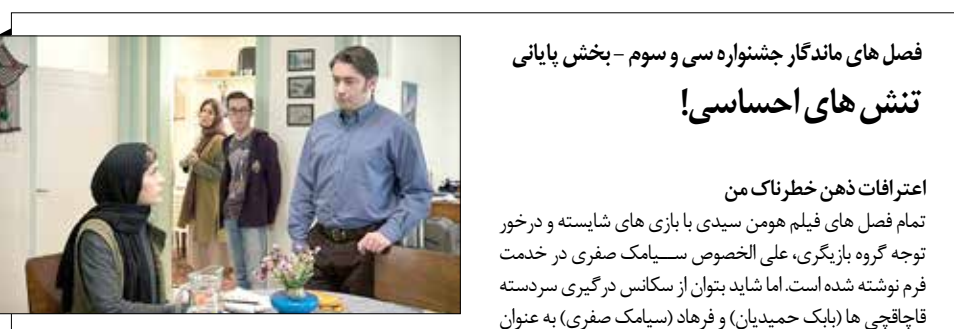 فصل های ماندگار جشنواره سی و سوم - بخش پایانی
تنش های احساسی!
اعترافات ذهن خطرناک من
تمام فصل های فیلم هومن سیدی با بازی های شایسته و درخور
توجه گروه بازیگری، علی الخصوص سیامک صفری در خدمت
فرم نوشته شده است. اما شاید بتوان از سکانس درگیری سردسته
قاچاقچی ها (بابک حمیدیان) و فرهاد (سیامک صفری) به عنوان